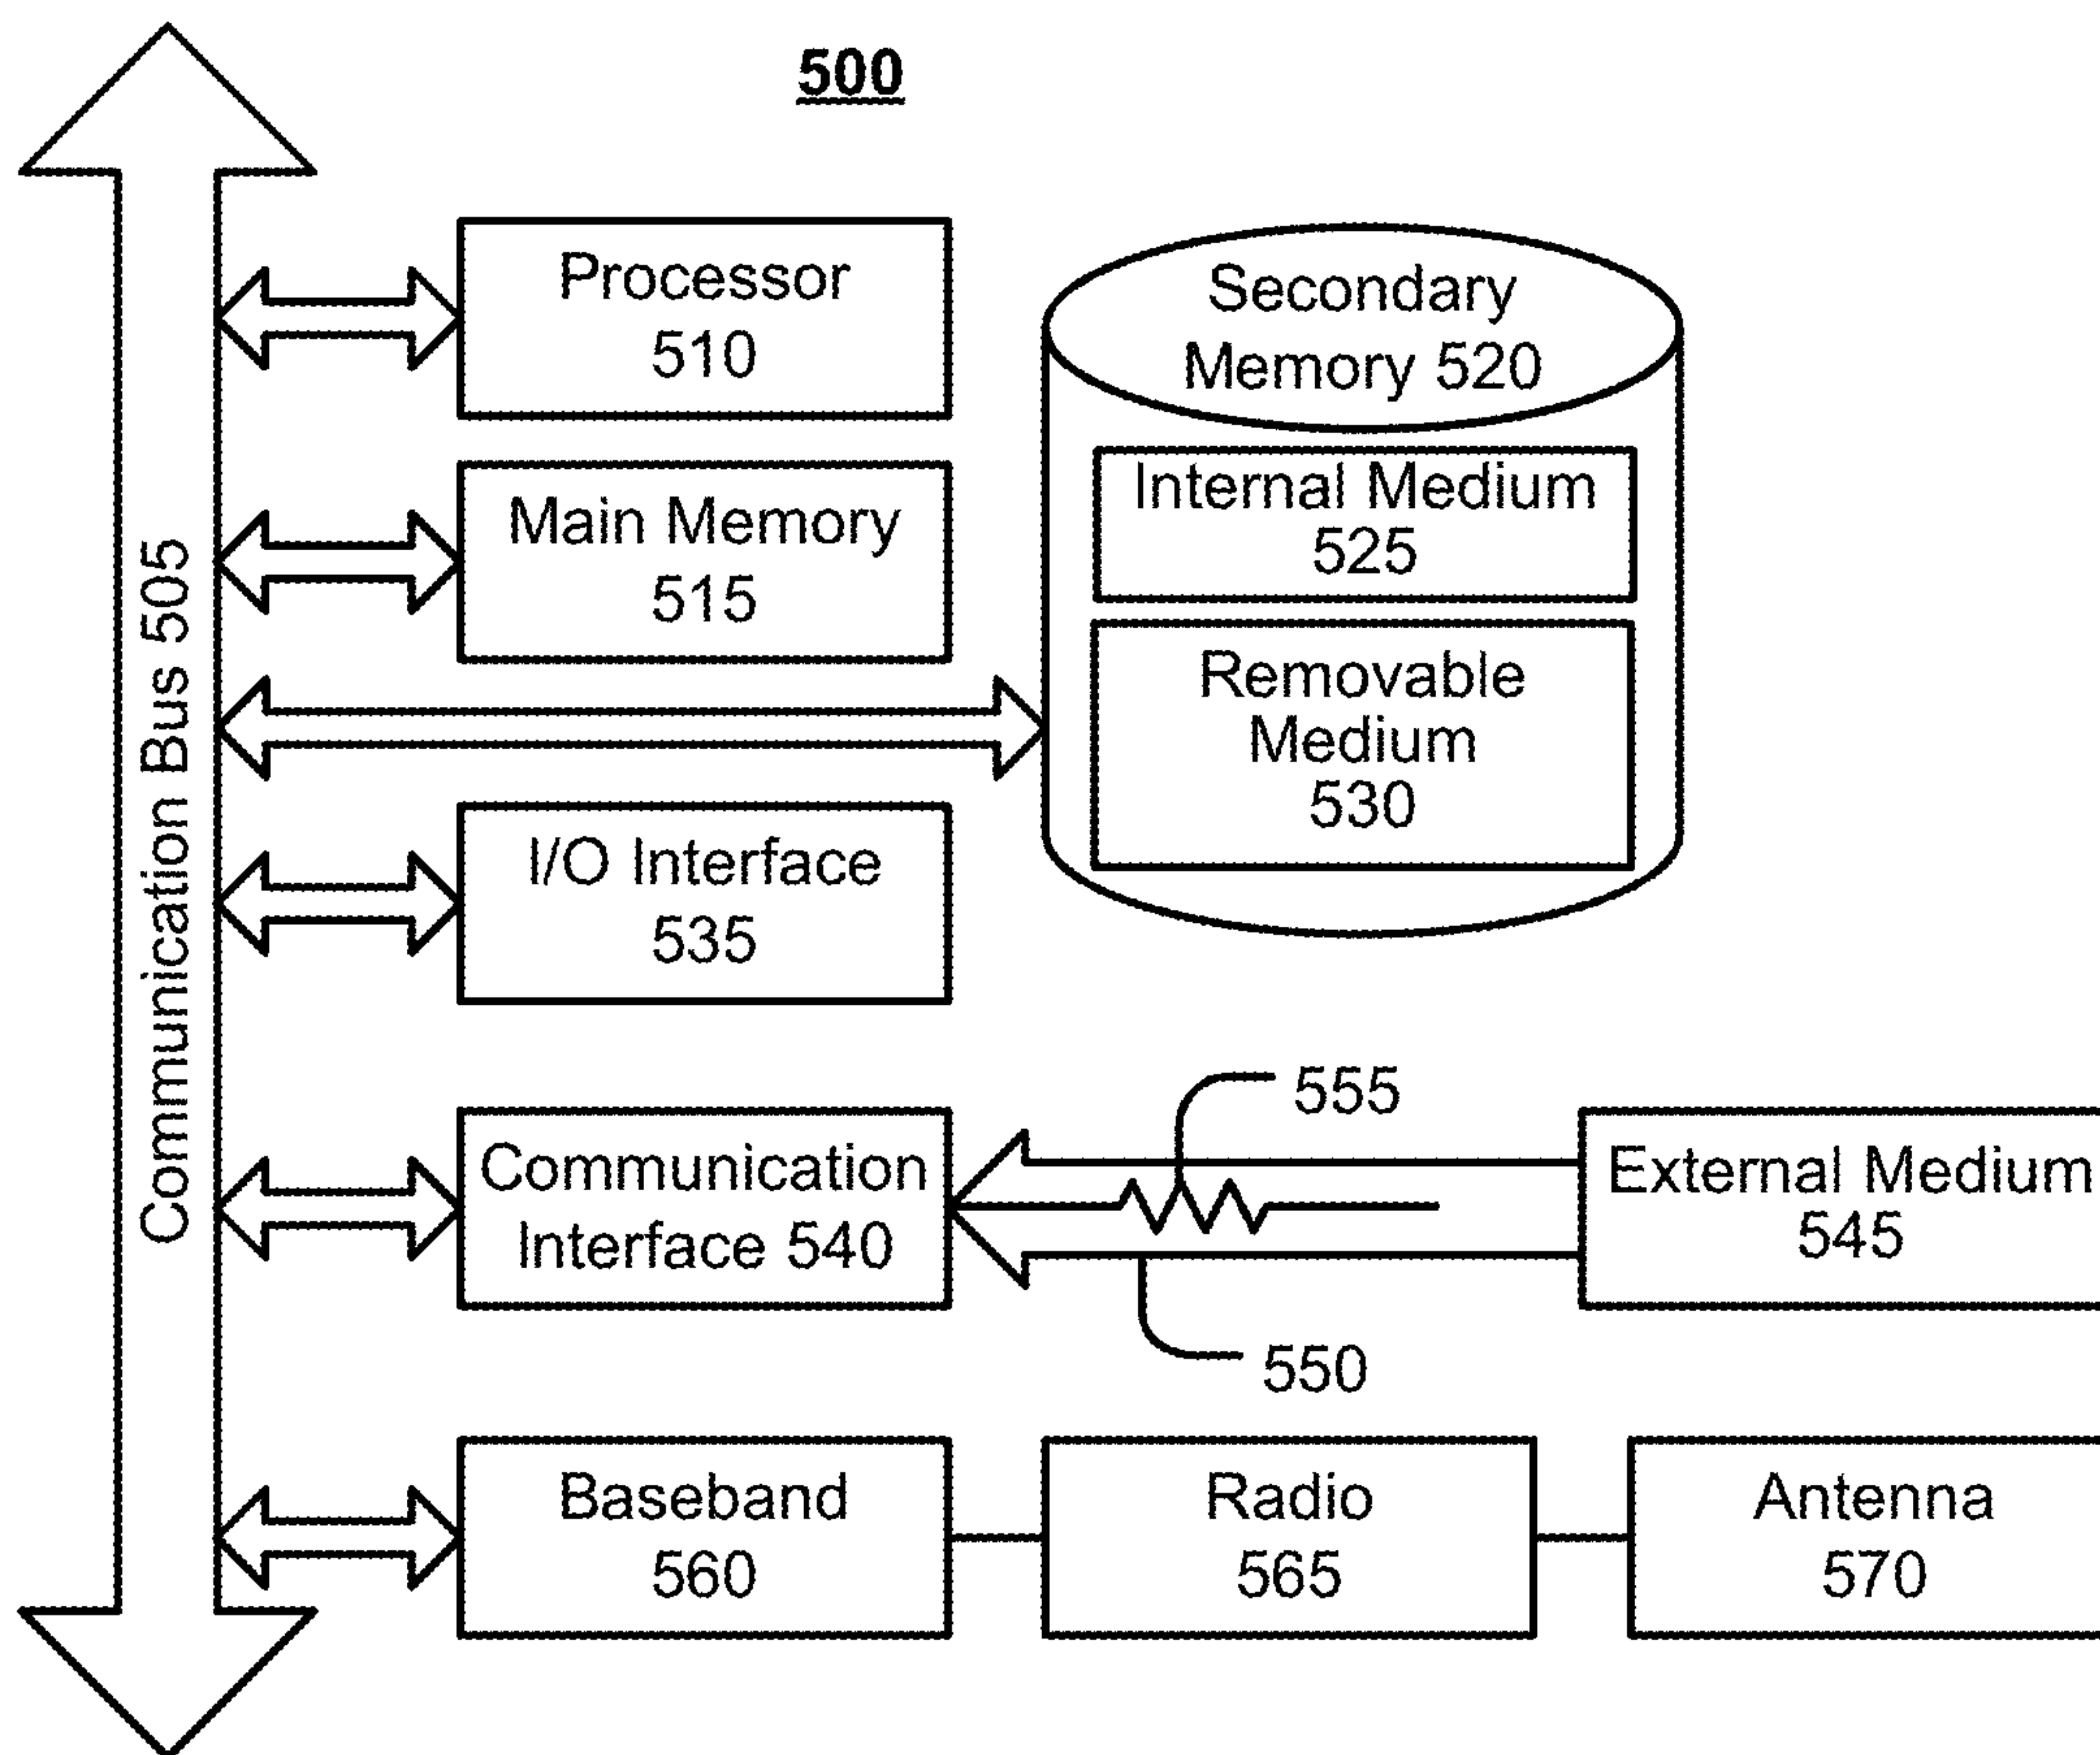 500
Communication Bus 505
Processor
510
Secondary
Memory 520
Main Memory
515
Internal Medium
525
Removable
Medium
530
I/O Interface
535
Communication
Interface 540
555
550
External Medium
545
Baseband
560
Radio
565
Antenna
570